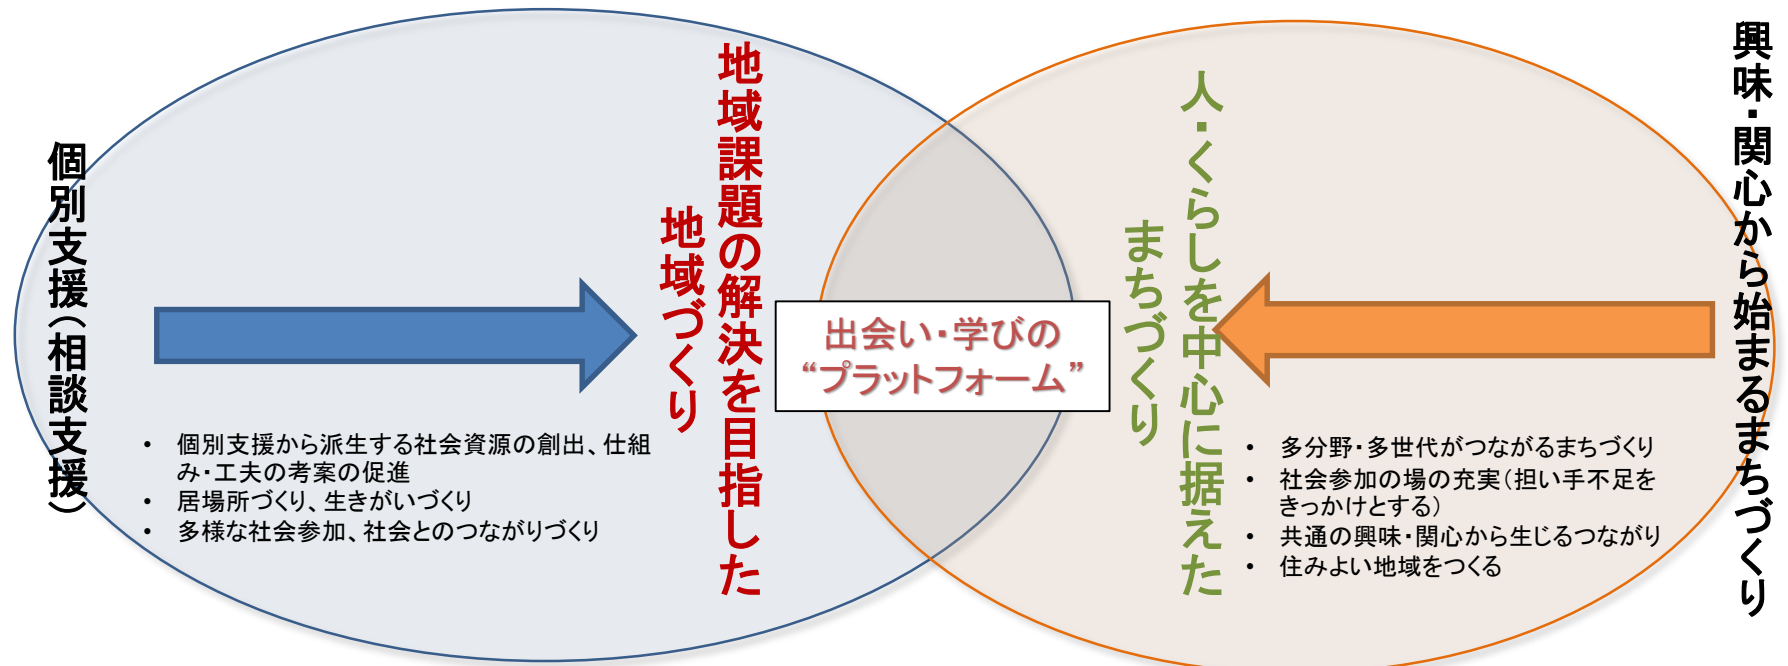 個別支援（相談支援）
地域課題の解決を目指した
地域づくり
出会い・学びの
“プラットフォーム”
人・くらしを中心に据えた
まちづくり
興味・関心から始まるまちづくり
• 個別支援から派生する社会資源の創出、仕組
み・工夫の考案の促進
• 居場所づくり、生きがいづくり
• 多様な社会参加、社会とのつながりづくり
• 多分野・多世代がつながるまちづくり
• 社会参加の場の充実（担い手不足を
きっかけとする）
• 共通の興味・関心から生じるつながり
• 住みよい地域をつくる